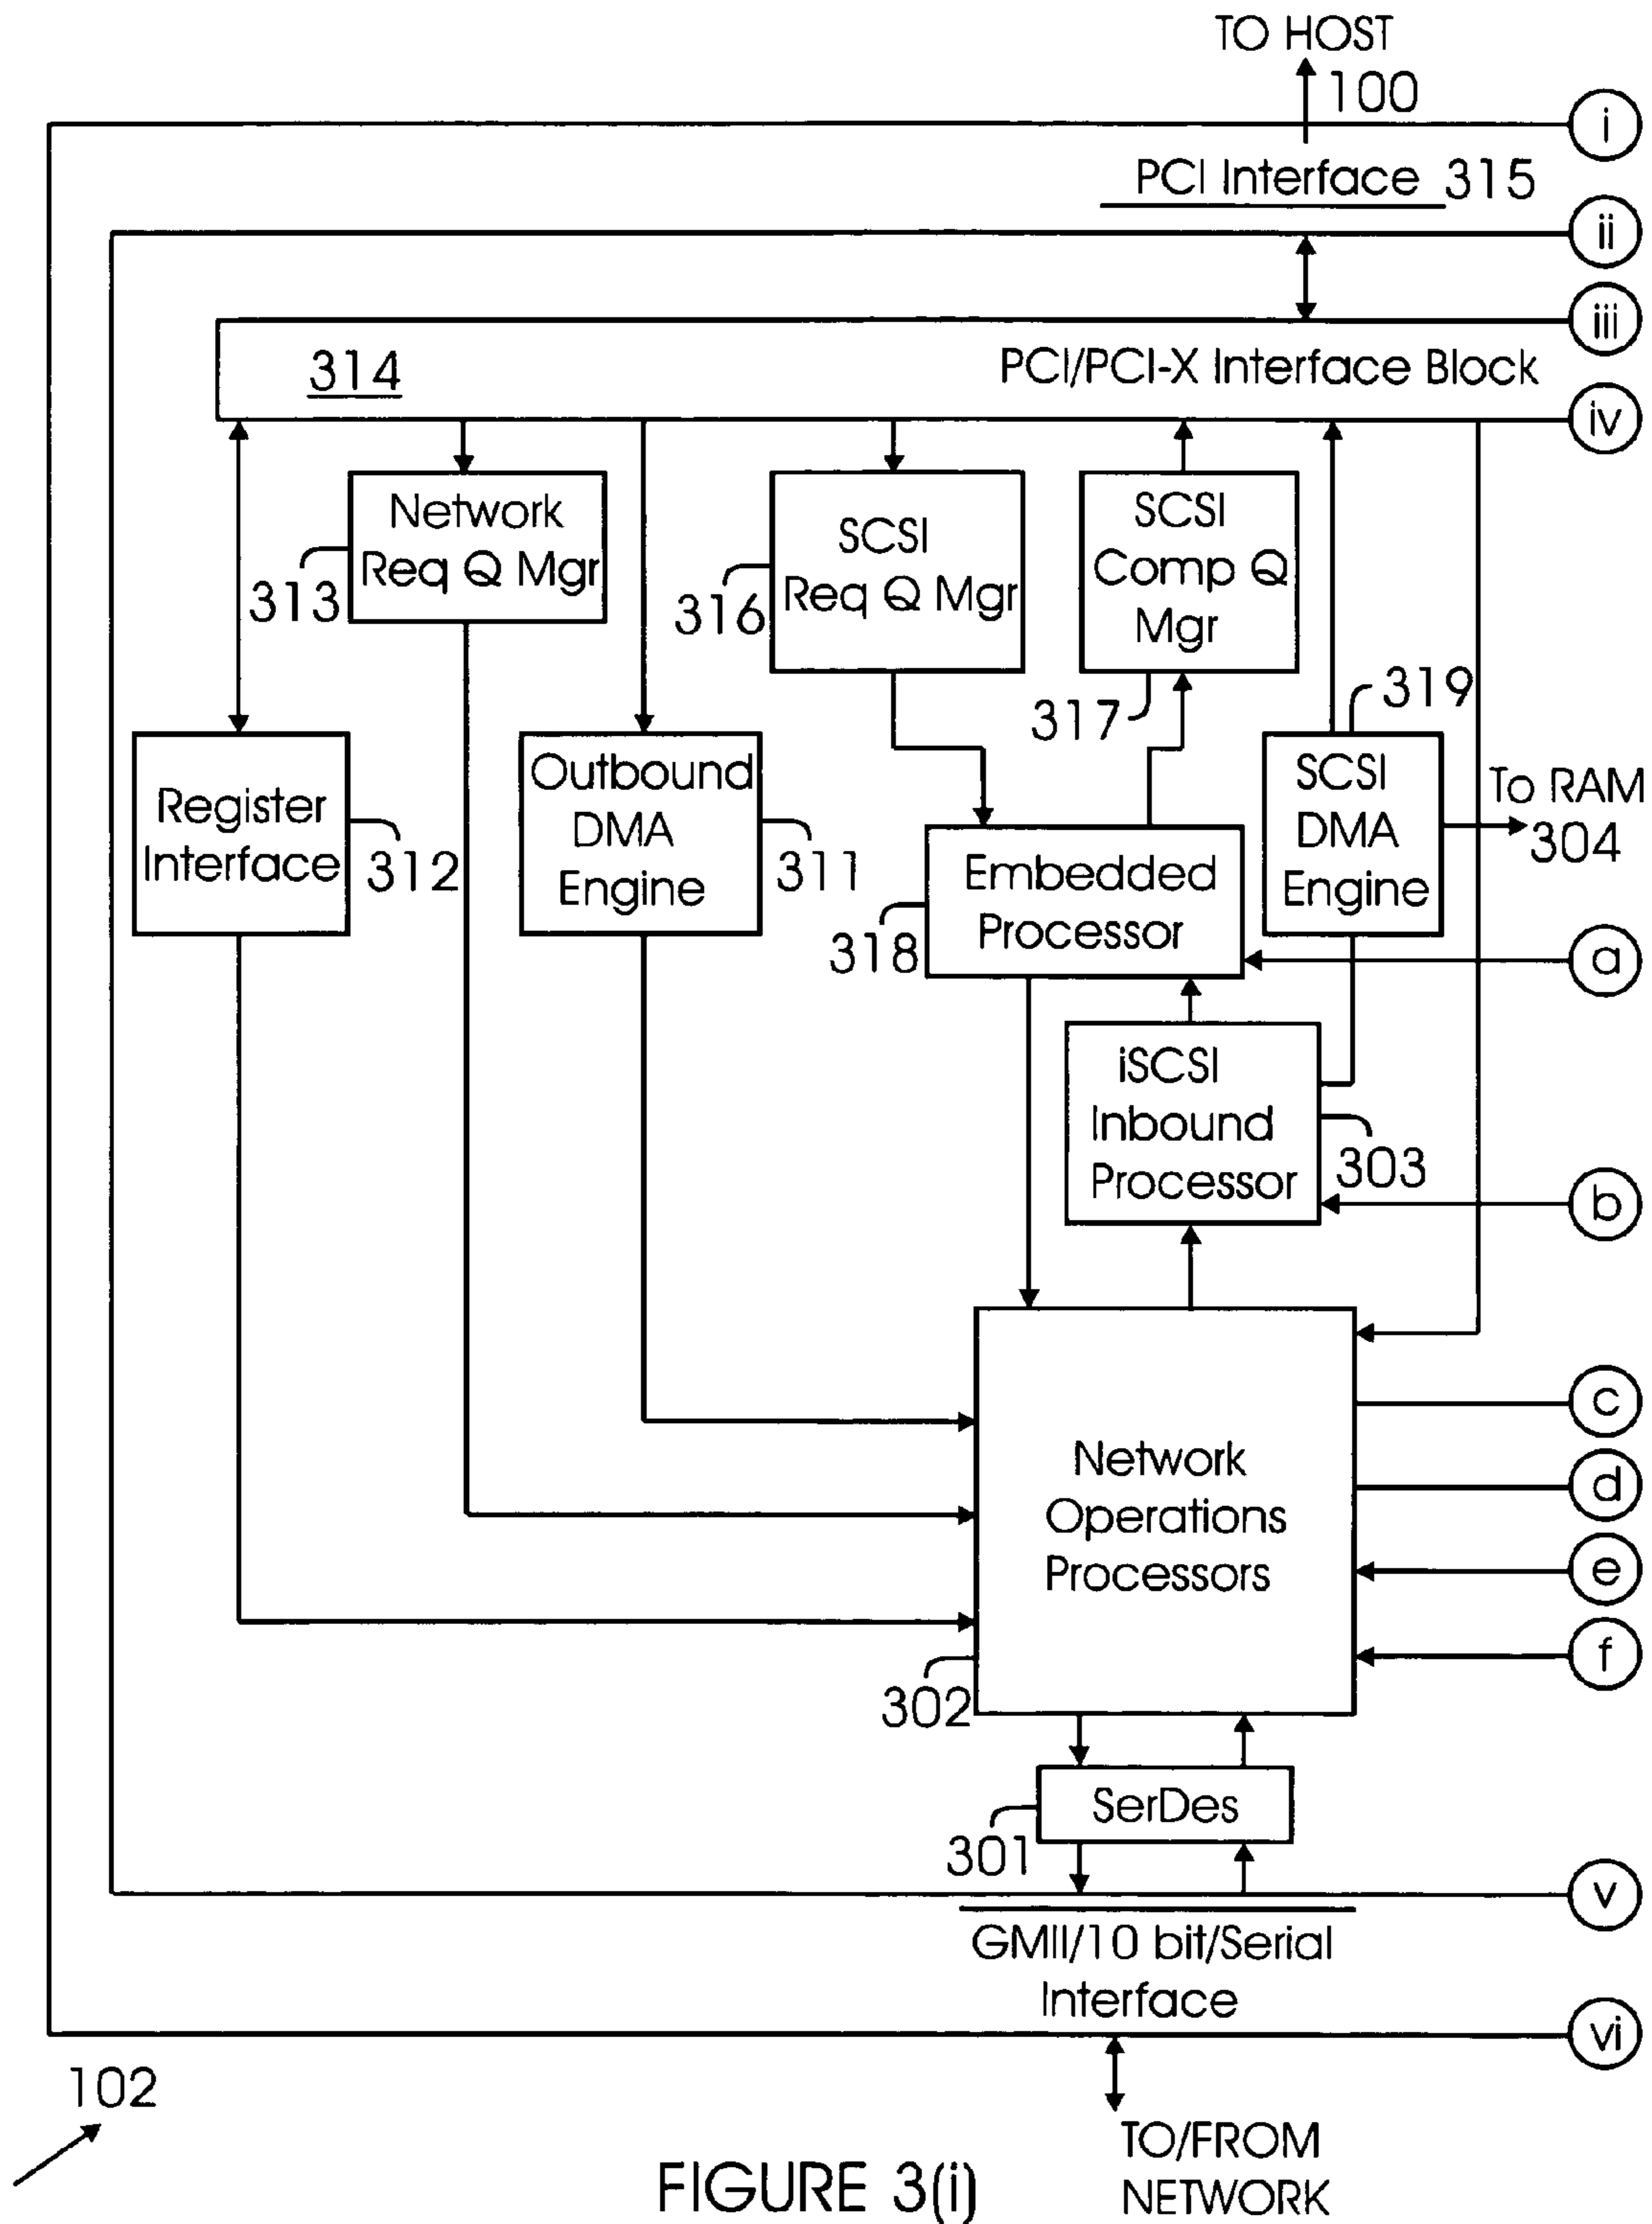 TO HOST
100
i
PCI Interface 315
ii
iii
314
PCI/PCI-X Interface Block
iv
Network
Req Q Mgr
313
SCSI
Req Q Mgr
316
SCSI
Comp Q
Mgr
317
319
Register
Interface
312
Outbound
DMA
Engine
311
Embedded
Processor
318
SCSI
DMA
Engine
To RAM
304
a
iSCSI
Inbound
Processor
303
b
Network
Operations
Processors
302
c
d
e
f
SerDes
301
v
GMII/10 bit/Serial
Interface
vi
102
TO/FROM
NETWORK
FIGURE 3(i)